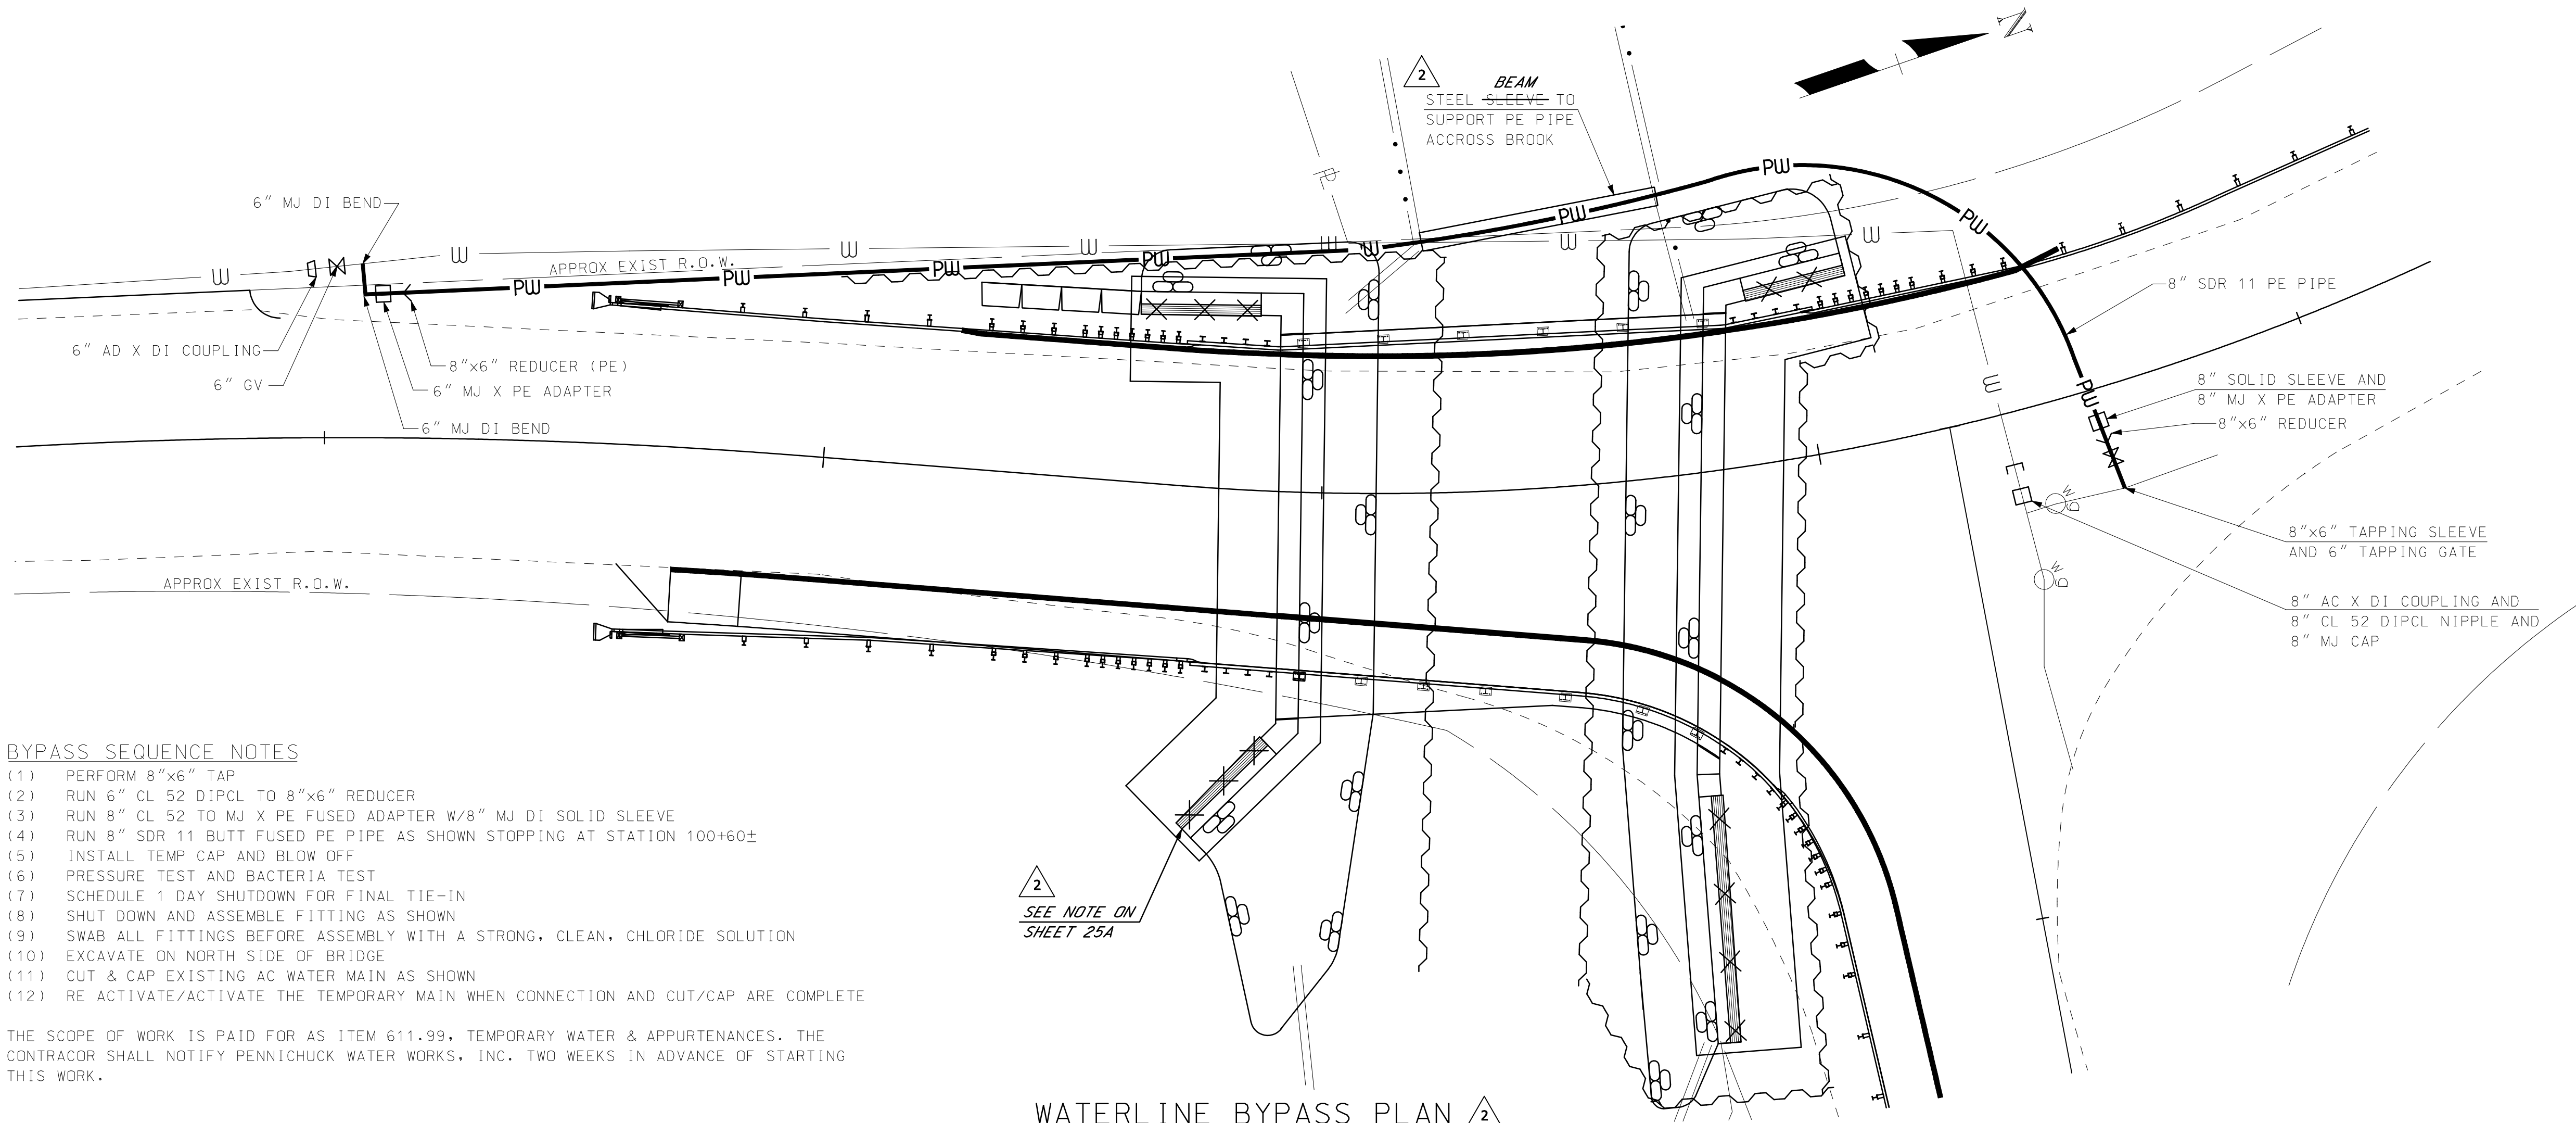 N
2
BEAM
STEEL SLEEVE TO
SUPPORT PE PIPE
ACCROSS BROOK
P
6" MJ DI BEND
W W W W W W W W W
APPROX EXIST R.O.W.
PW PW PW PW PW PW PW PW
6" AD X DI COUPLING
6" GV
8"x6" REDUCER (PE)
6" MJ X PE ADAPTER
6" MJ DI BEND
8" SDR 11 PE PIPE
8" SOLID SLEEVE AND
8" MJ X PE ADAPTER
8"x6" REDUCER
WG
WG
8"x6" TAPPING SLEEVE
AND 6" TAPPING GATE
8" AC X DI COUPLING AND
8" CL 52 DIPCL NIPPLE AND
8" MJ CAP
APPROX EXIST R.O.W.
BYPASS SEQUENCE NOTES
(1) PERFORM 8"x6" TAP
(2) RUN 6" CL 52 DIPCL TO 8"x6" REDUCER
(3) RUN 8" CL 52 TO MJ X PE FUSED ADAPTER W/8" MJ DI SOLID SLEEVE
(4) RUN 8" SDR 11 BUTT FUSED PE PIPE AS SHOWN STOPPING AT STATION 100+60±
(5) INSTALL TEMP CAP AND BLOW OFF
(6) PRESSURE TEST AND BACTERIA TEST
(7) SCHEDULE 1 DAY SHUTDOWN FOR FINAL TIE-IN
(8) SHUT DOWN AND ASSEMBLE FITTING AS SHOWN
(9) SWAB ALL FITTINGS BEFORE ASSEMBLY WITH A STRONG, CLEAN, CHLORIDE SOLUTION
(10) EXCAVATE ON NORTH SIDE OF BRIDGE
(11) CUT & CAP EXISTING AC WATER MAIN AS SHOWN
(12) RE ACTIVATE/ACTIVATE THE TEMPORARY MAIN WHEN CONNECTION AND CUT/CAP ARE COMPLETE
THE SCOPE OF WORK IS PAID FOR AS ITEM 611.99, TEMPORARY WATER & APPURTENANCES. THE
CONTRACOR SHALL NOTIFY PENNICHUCK WATER WORKS, INC. TWO WEEKS IN ADVANCE OF STARTING
THIS WORK.
2
SEE NOTE ON
SHEET 25A
WATERLINE BYPASS PLAN 2